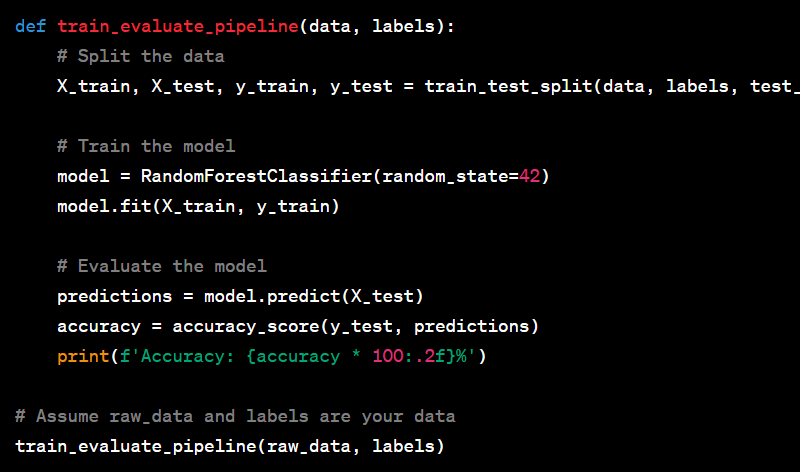 def train_evaluate_pipeline(data, labels):
    # Split the data
    X_train, X_test, y_train, y_test = train_test_split(data, labels, test_
    # Train the model
    model = RandomForestClassifier(random_state=42)
    model.fit(X_train, y_train)
    # Evaluate the model
    predictions = model.predict(X_test)
    accuracy = accuracy_score(y_test, predictions)
    print(f'Accuracy: {accuracy * 100:.2f}%')
# Assume raw_data and labels are your data
train_evaluate_pipeline(raw_data, labels)